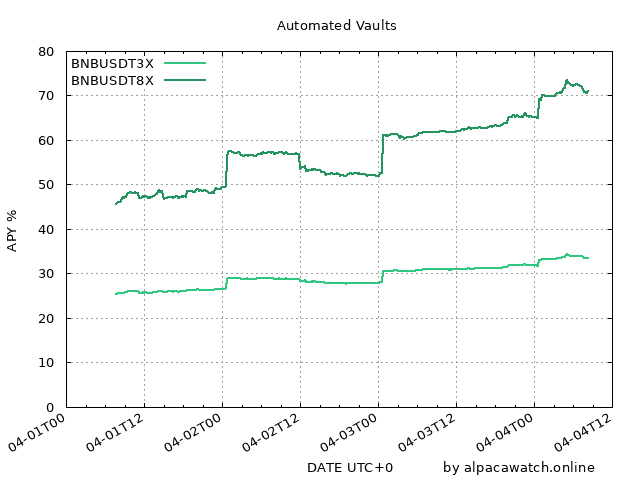 Automated Vaults
BNBUSDT3X
BNBUSDT8X
80
70
60
50
40
30
20
10
0
APY %
04-01T00
04-01T12
04-02T00
04-02T12
04-03T00
04-03T12
04-04T00
04-04T12
DATE UTC+0
by alpacawatch.online